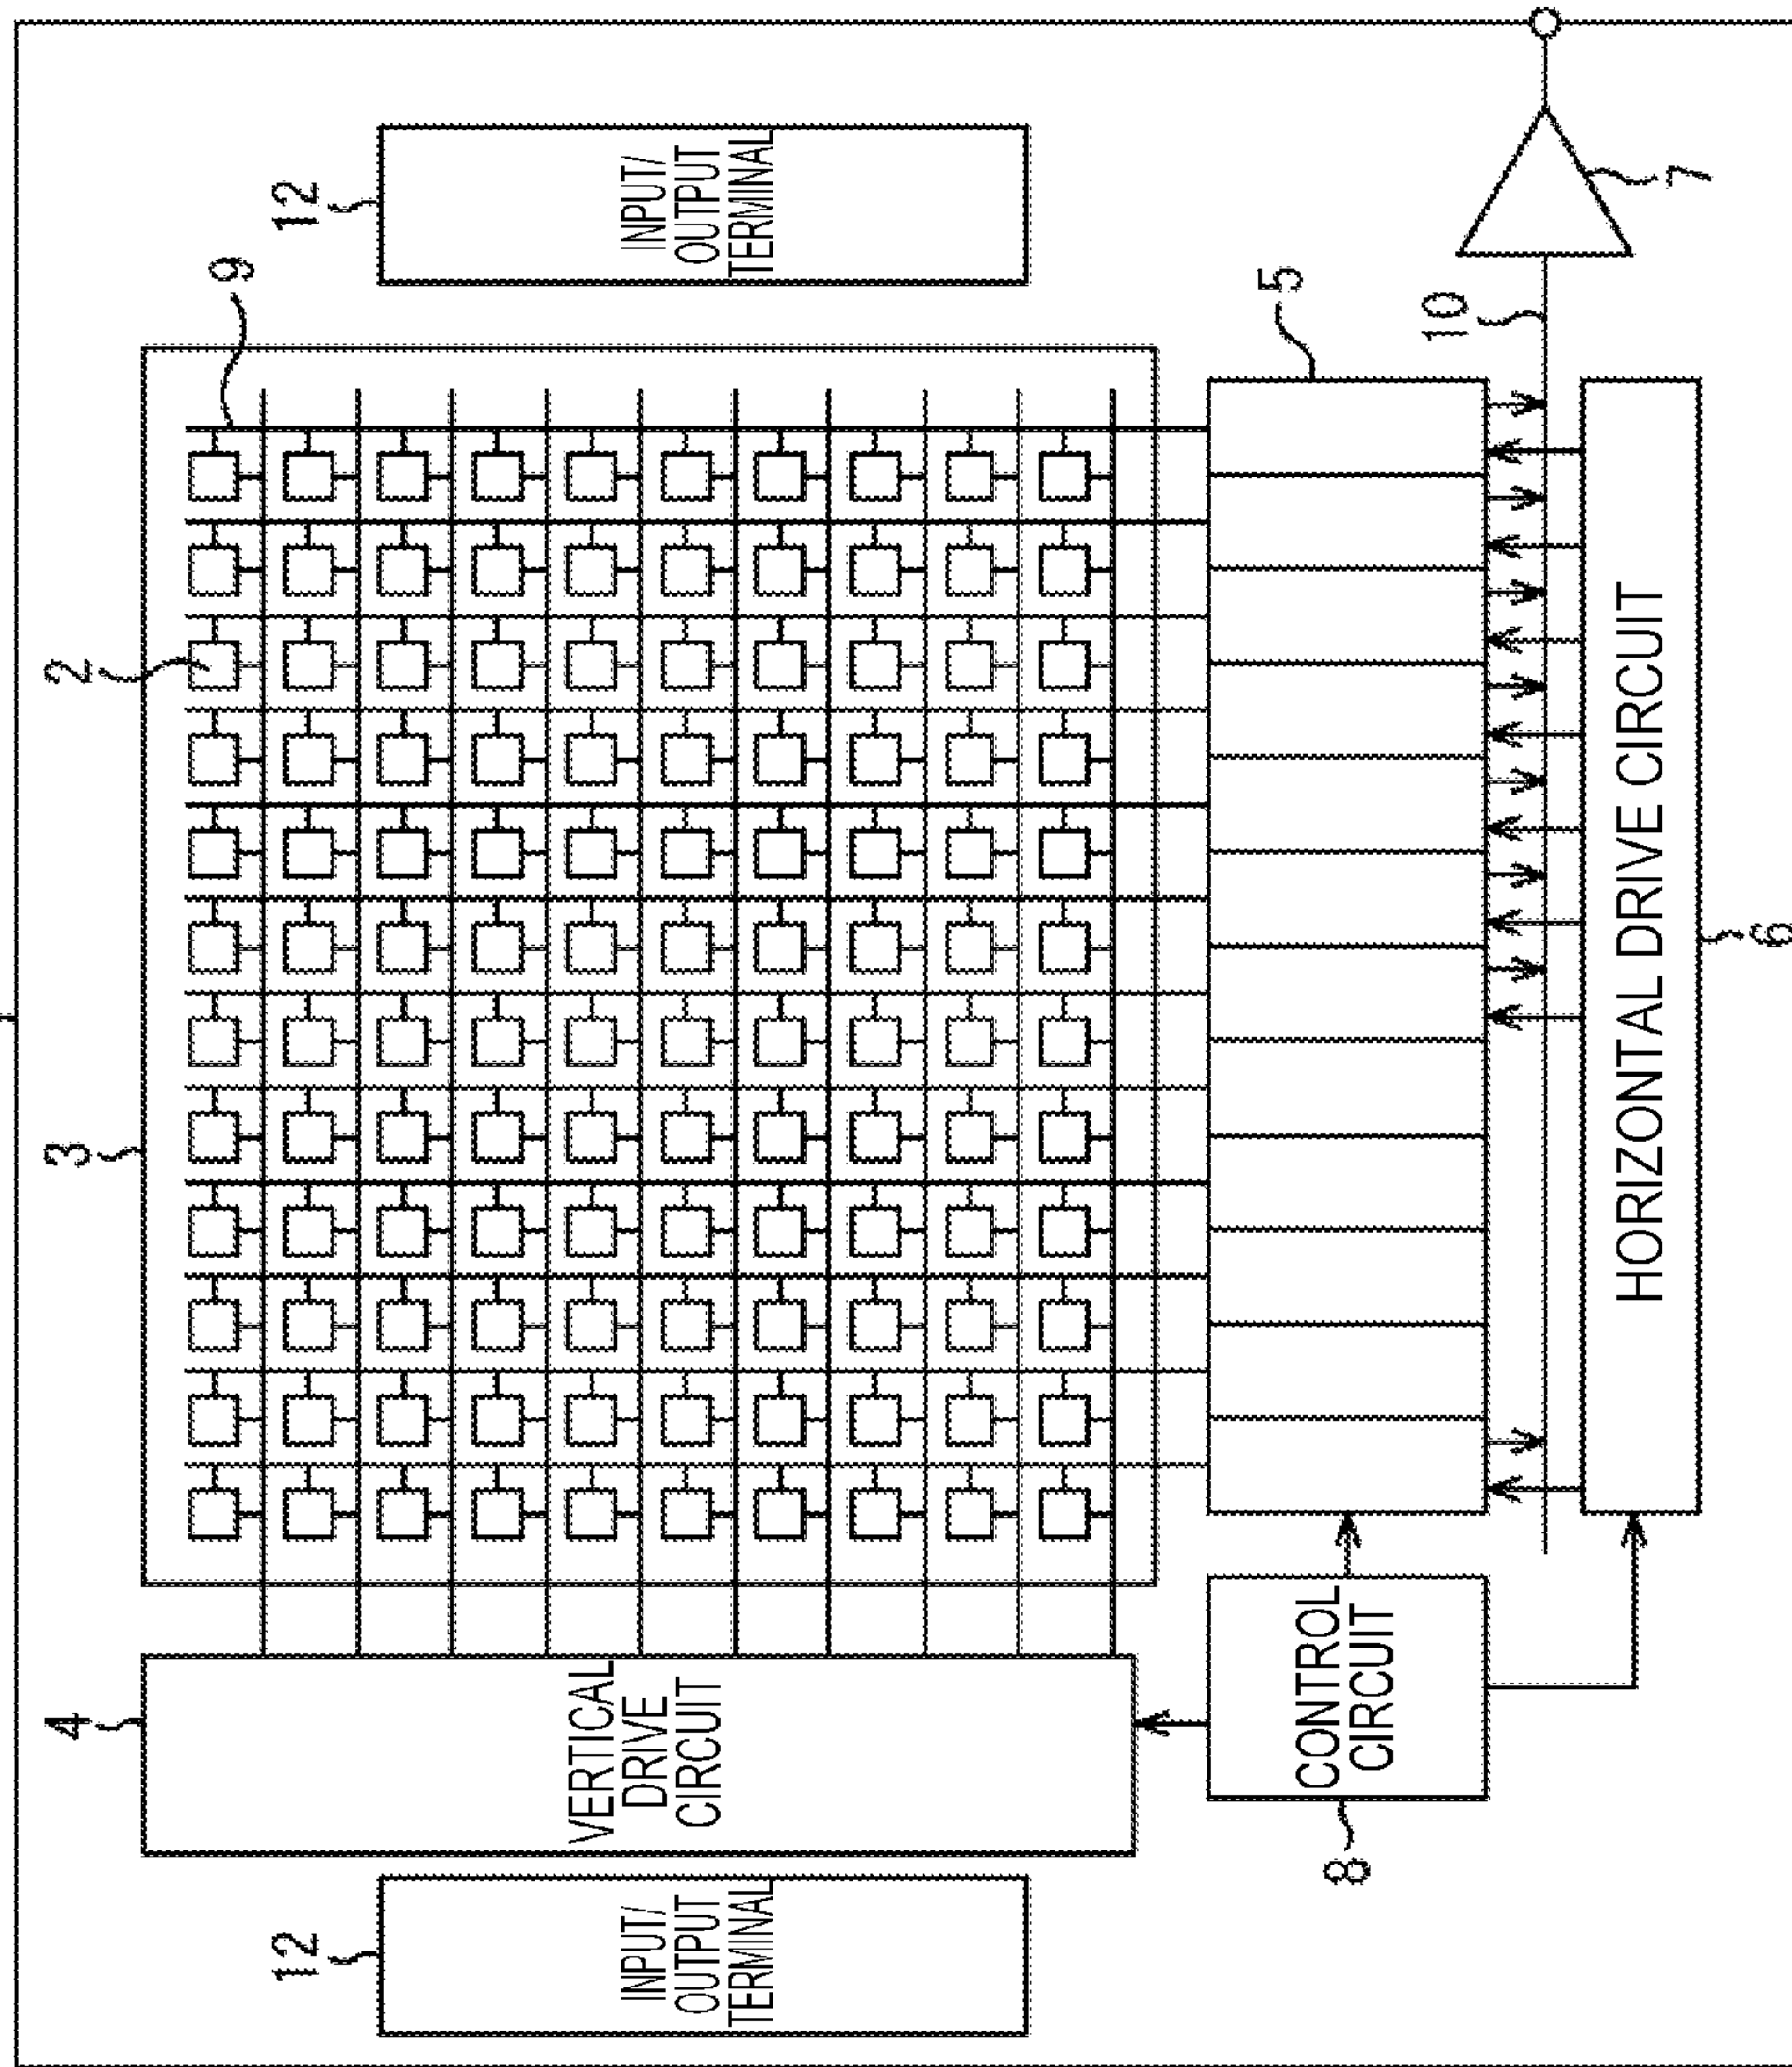 3
2
9
4
VERTICAL
DRIVE
CIRCUIT
12
INPUT/
OUTPUT
TERMINAL
12
INPUT/
OUTPUT
TERMINAL
8
CONTROL
CIRCUIT
5
10
7
HORIZONTAL DRIVE CIRCUIT
6